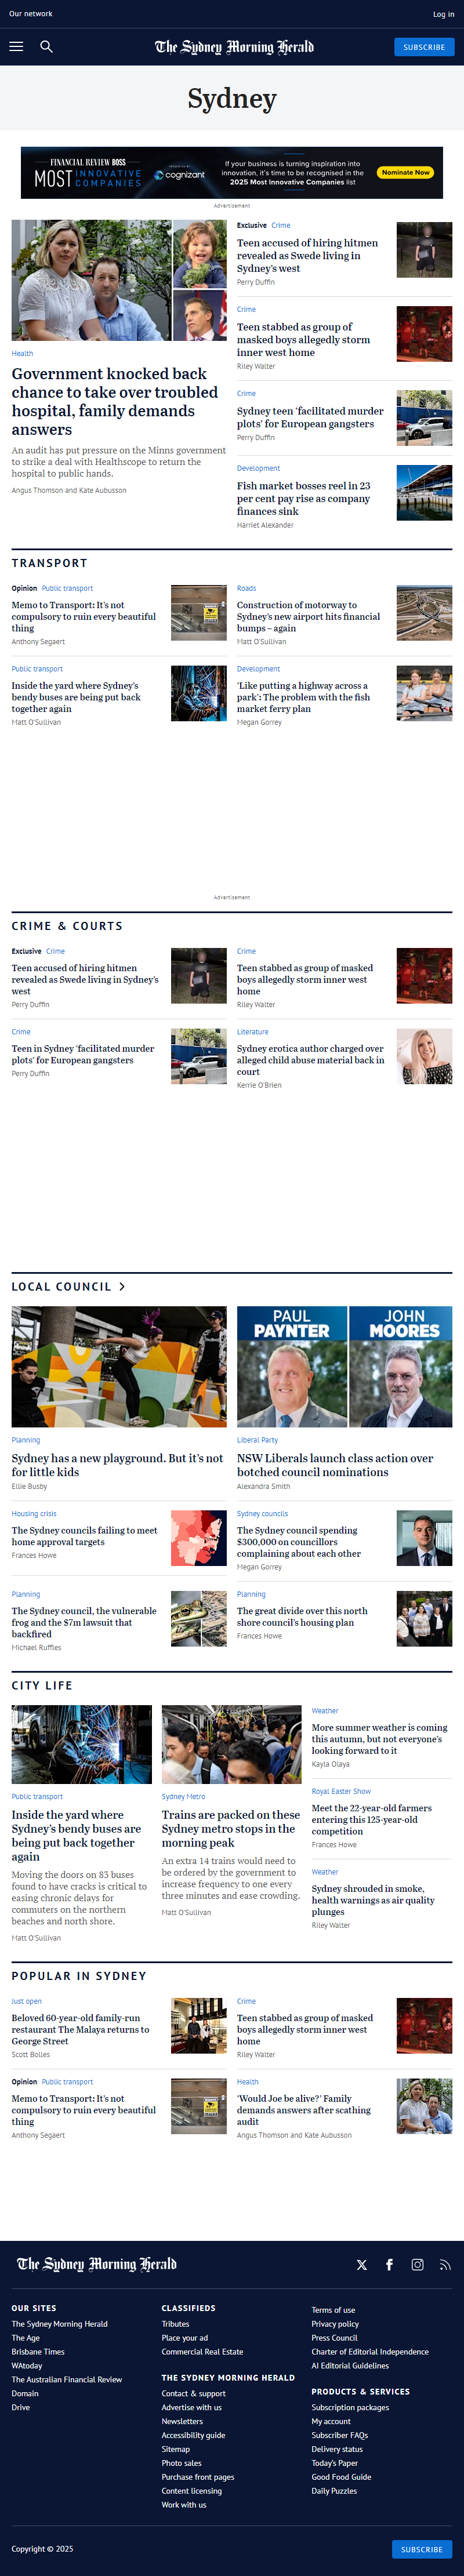 Our network
Log in
The Sydney Morning Herald
SUBSCRIBE
Sydney
FINANCIAL REVIEW BOSS
MOST INNOVATIVE COMPANIES
PRESENTED BY
cognizant
If your business is turning inspiration into
innovation, it's time to be recognised in the
2025 Most Innovative Companies list
Nominate Now
Advertisement
Health
Government knocked back
chance to take over troubled
hospital, family demands
answers
An audit has put pressure on the Minns government
to strike a deal with Healthscope to return the
hospital to public hands.
Angus Thomson and Kate Aubusson
Exclusive Crime
Teen accused of hiring hitmen
revealed as Swede living in
Sydney's west
Perry Duffin
Crime
Teen stabbed as group of
masked boys allegedly storm
inner west home
Riley Walter
Crime
Sydney teen 'facilitated murder
plots' for European gangsters
Perry Duffin
Development
Fish market bosses reel in 23
per cent pay rise as company
finances sink
Harriet Alexander
TRANSPORT
Opinion Public transport
Memo to Transport: It's not
compulsory to ruin every beautiful
thing
Anthony Segaert
Roads
Construction of motorway to
Sydney's new airport hits financial
bumps – again
Matt O'Sullivan
Public transport
Inside the yard where Sydney's
bendy buses are being put back
together again
Matt O'Sullivan
Development
'Like putting a highway across a
park': The problem with the fish
market ferry plan
Megan Gorrey
Advertisement
CRIME & COURTS
Exclusive Crime
Teen accused of hiring hitmen
revealed as Swede living in Sydney's
west
Perry Duffin
Crime
Teen stabbed as group of masked
boys allegedly storm inner west
home
Riley Walter
Crime
Teen in Sydney 'facilitated murder
plots' for European gangsters
Perry Duffin
Literature
Sydney erotica author charged over
alleged child abuse material back in
court
Kerrie O'Brien
LOCAL COUNCIL
PAUL
PAYNTER
JOHN
MOORES
Planning
Sydney has a new playground. But it's not
for little kids
Ellie Busby
Liberal Party
NSW Liberals launch class action over
botched council nominations
Alexandra Smith
Housing crisis
The Sydney councils failing to meet
home approval targets
Frances Howe
Sydney councils
The Sydney council spending
$300,000 on councillors
complaining about each other
Megan Gorrey
Planning
The Sydney council, the vulnerable
frog and the $7m lawsuit that
backfired
Michael Ruffles
Planning
The great divide over this north
shore council's housing plan
Frances Howe
CITY LIFE
Public transport
Inside the yard where
Sydney's bendy buses are
being put back together
again
Moving the doors on 83 buses
found to have cracks is critical to
easing chronic delays for
commuters on the northern
beaches and north shore.
Matt O'Sullivan
Sydney Metro
Trains are packed on these
Sydney metro stops in the
morning peak
An extra 14 trains would need to
be ordered by the government to
increase frequency to one every
three minutes and ease crowding.
Matt O'Sullivan
Weather
More summer weather is coming
this autumn, but not everyone's
looking forward to it
Kayla Olaya
Royal Easter Show
Meet the 22-year-old farmers
entering this 125-year-old
competition
Frances Howe
Weather
Sydney shrouded in smoke,
health warnings as air quality
plunges
Riley Walter
POPULAR IN SYDNEY
Just open
Beloved 60-year-old family-run
restaurant The Malaya returns to
George Street
Scott Bolles
Crime
Teen stabbed as group of masked
boys allegedly storm inner west
home
Riley Walter
Opinion Public transport
Memo to Transport: It's not
compulsory to ruin every beautiful
thing
Anthony Segaert
Health
'Would Joe be alive?' Family
demands answers after scathing
audit
Angus Thomson and Kate Aubusson
The Sydney Morning Herald
OUR SITES
The Sydney Morning Herald
The Age
Brisbane Times
WAtoday
The Australian Financial Review
Domain
Drive
CLASSIFIEDS
Tributes
Place your ad
Commercial Real Estate
THE SYDNEY MORNING HERALD
Contact & support
Advertise with us
Newsletters
Accessibility guide
Sitemap
Photo sales
Purchase front pages
Content licensing
Work with us
Terms of use
Privacy policy
Press Council
Charter of Editorial Independence
AI Editorial Guidelines
PRODUCTS & SERVICES
Subscription packages
My account
Subscriber FAQs
Delivery status
Today's Paper
Good Food Guide
Daily Puzzles
Copyright © 2025
SUBSCRIBE